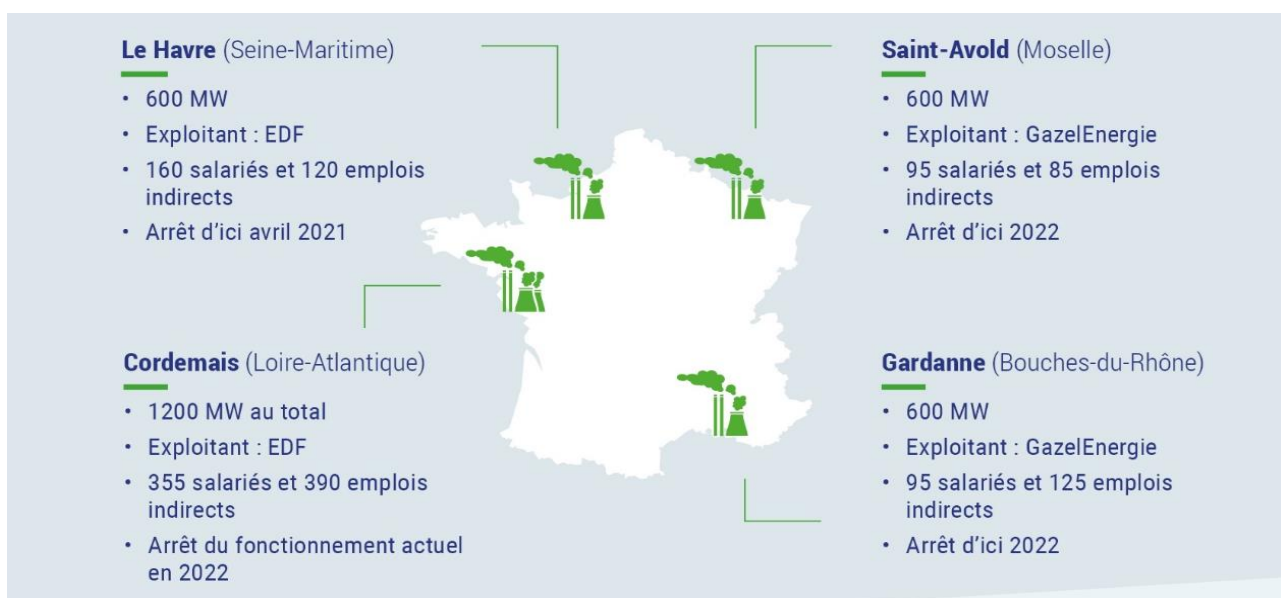 Le Havre (Seine-Maritime)
• 600 MW
• Exploitant : EDF
• 160 salariés et 120 emplois
indirects
• Arrêt d'ici avril 2021
Saint-Avold (Moselle)
• 600 MW
• Exploitant : GazelEnergie
• 95 salariés et 85 emplois
indirects
• Arrêt d'ici 2022
Cordemais (Loire-Atlantique)
• 1200 MW au total
• Exploitant : EDF
• 355 salariés et 390 emplois
indirects
• Arrêt du fonctionnement actuel
en 2022
Gardanne (Bouches-du-Rhône)
• 600 MW
• Exploitant : GazelEnergie
• 95 salariés et 125 emplois
indirects
• Arrêt d'ici 2022